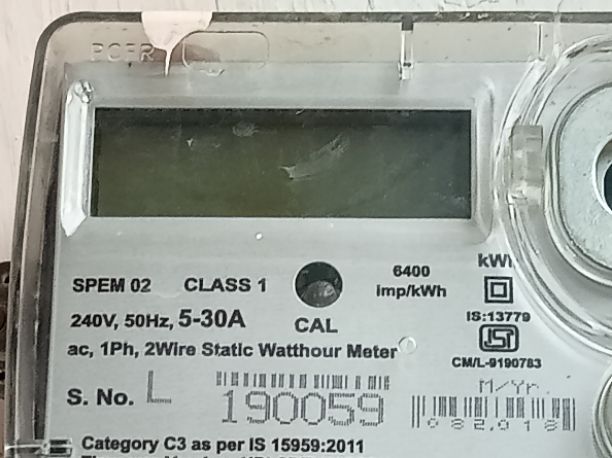 kWh
SPEM 02 CLASS 1 6400
imp/kWh
240V, 50Hz, 5-30A CAL
IS:13779
ac, 1Ph, 2Wire Static Watthour Meter
CM/L-9190783
M/Yr.
S. No. L 190059 082018
Category C3 as per IS 15959:2011